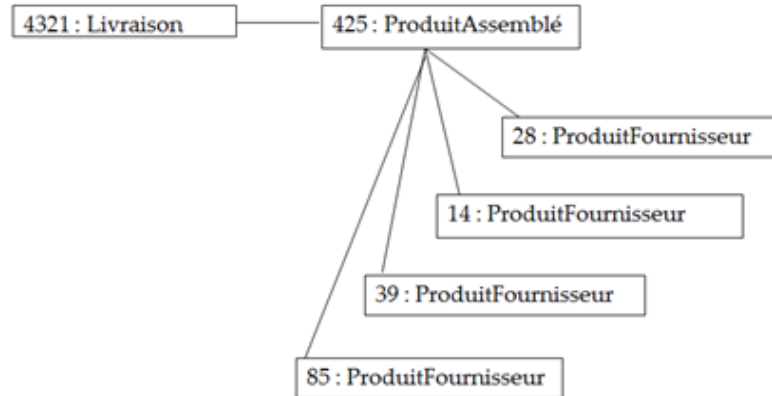 4321 : Livraison
425 : ProduitAssemblé
28 : ProduitFournisseur
14 : ProduitFournisseur
39 : ProduitFournisseur
85 : ProduitFournisseur